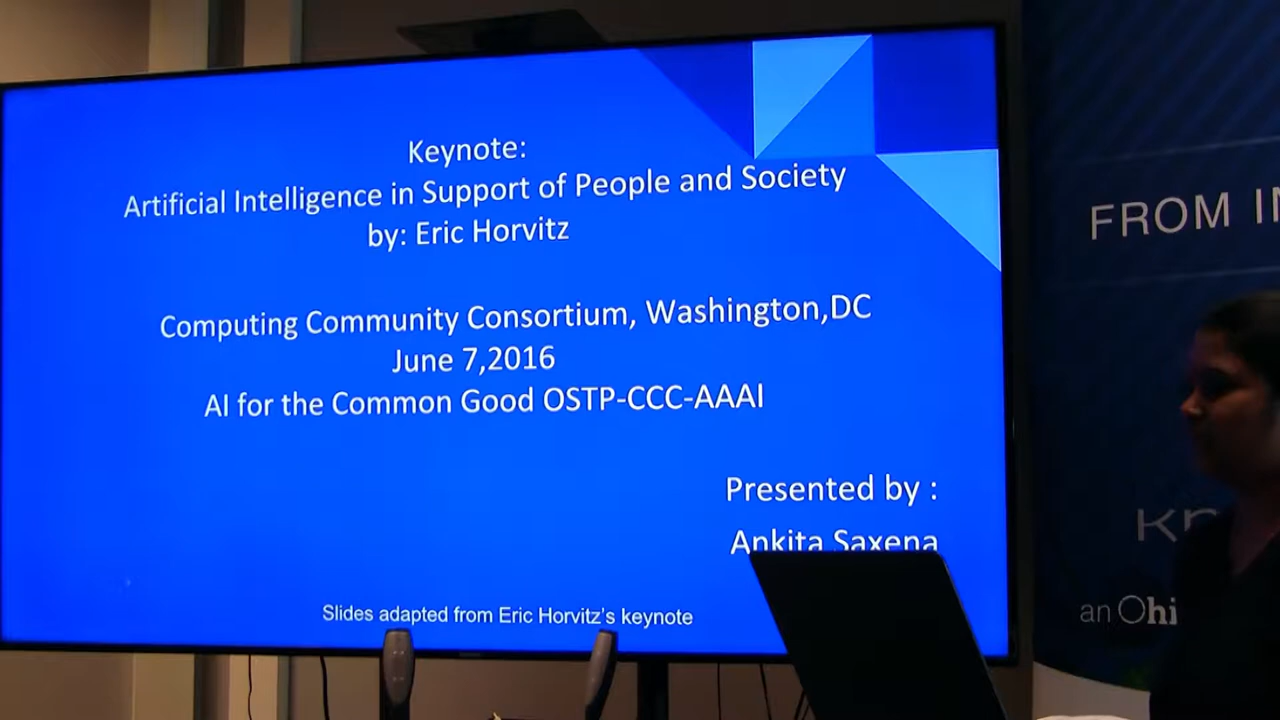 Keynote:
Artificial Intelligence in Support of People and Society
by: Eric Horvitz
Computing Community Consortium, Washington,DC
June 7,2016
AI for the Common Good OSTP-CCC-AAAI
Presented by :
Ankita Saxena
Slides adapted from Eric Horvitz's keynote
FROM
an